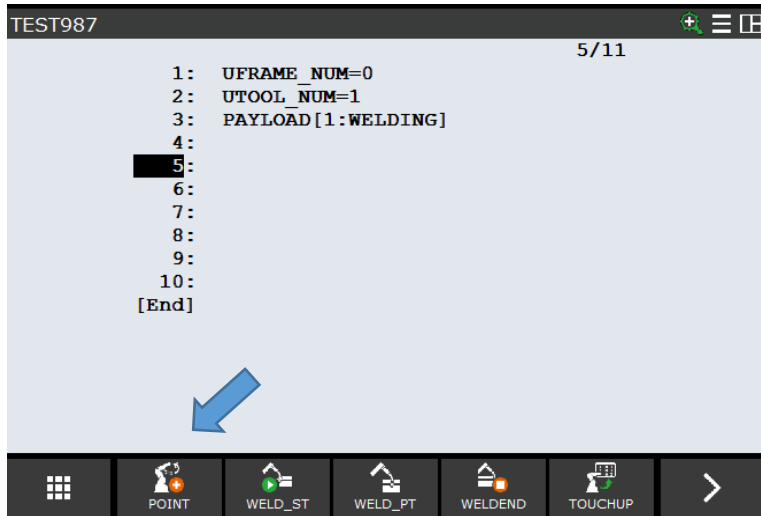 TEST987
5/11
1: UFRAME_NUM=0
2: UTOOL_NUM=1
3: PAYLOAD[1:WELDING]
4:
5:
6:
7:
8:
9:
10:
[End]
POINT WELD_ST WELD_PT WELDEND TOUCHUP